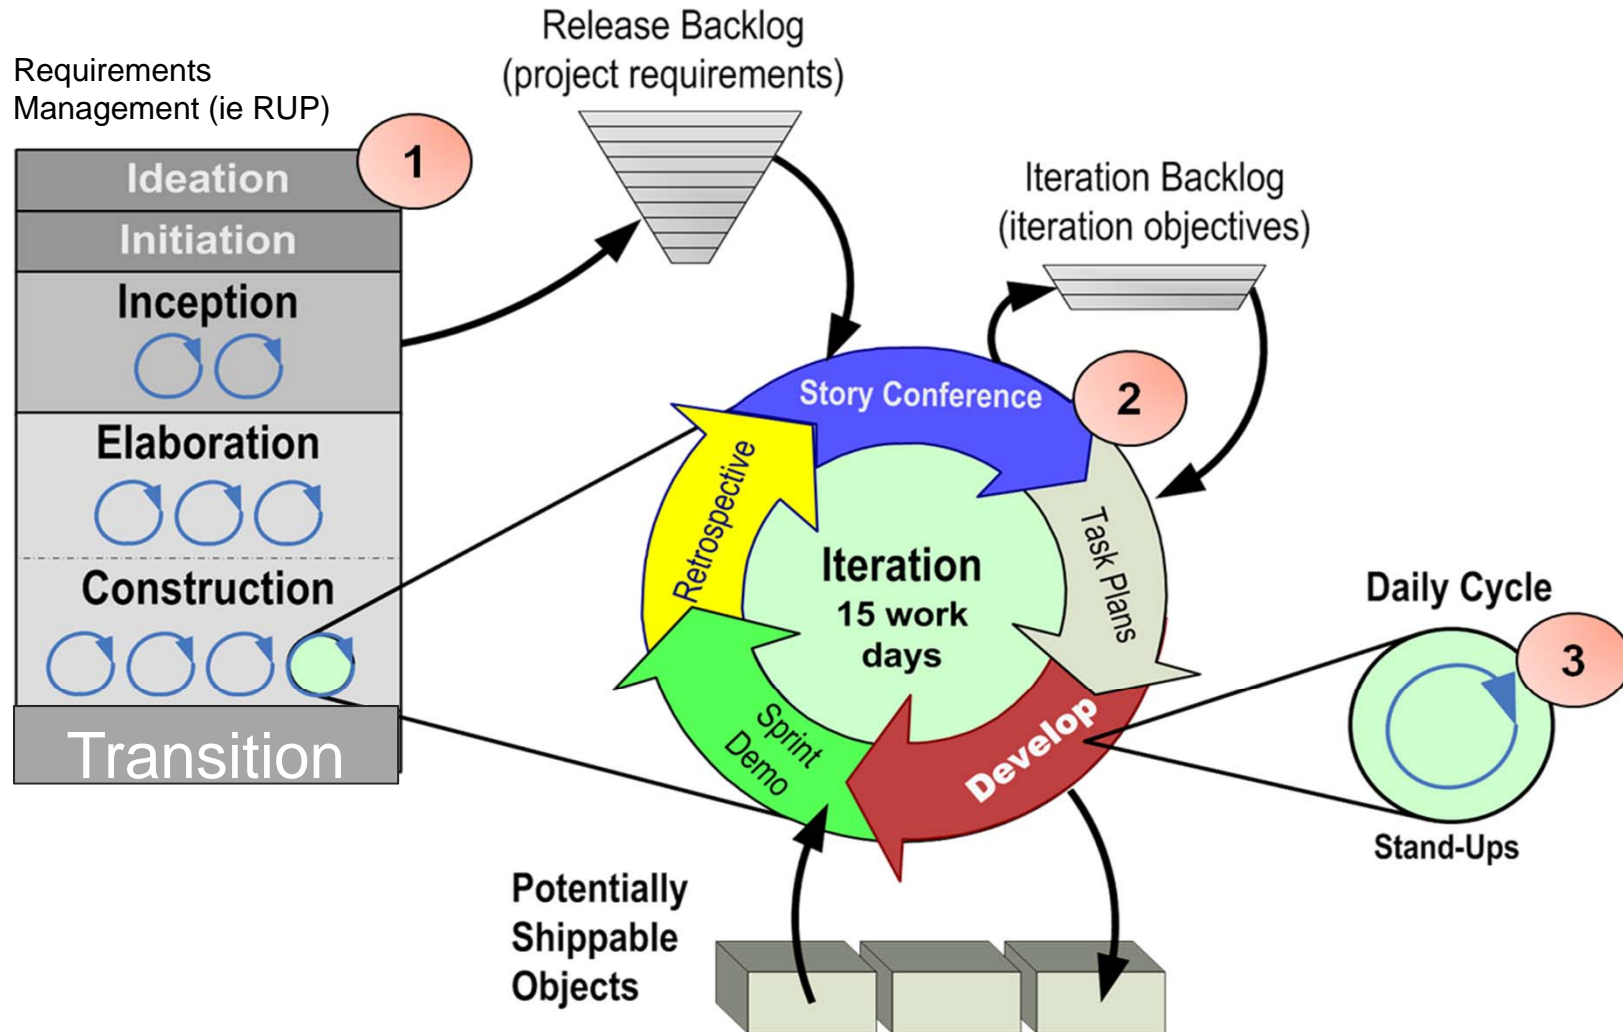 Release Backlog
(project requirements)
Requirements
Management (ie RUP)
1
Ideation
Initiation
Inception
Elaboration
Construction
Transition
Iteration Backlog
(iteration objectives)
Story Conference
2
Retrospective
Task Plans
Iteration
15 work
days
Sprint
Demo
Develop
Daily Cycle
3
Stand-Ups
Potentially
Shippable
Objects